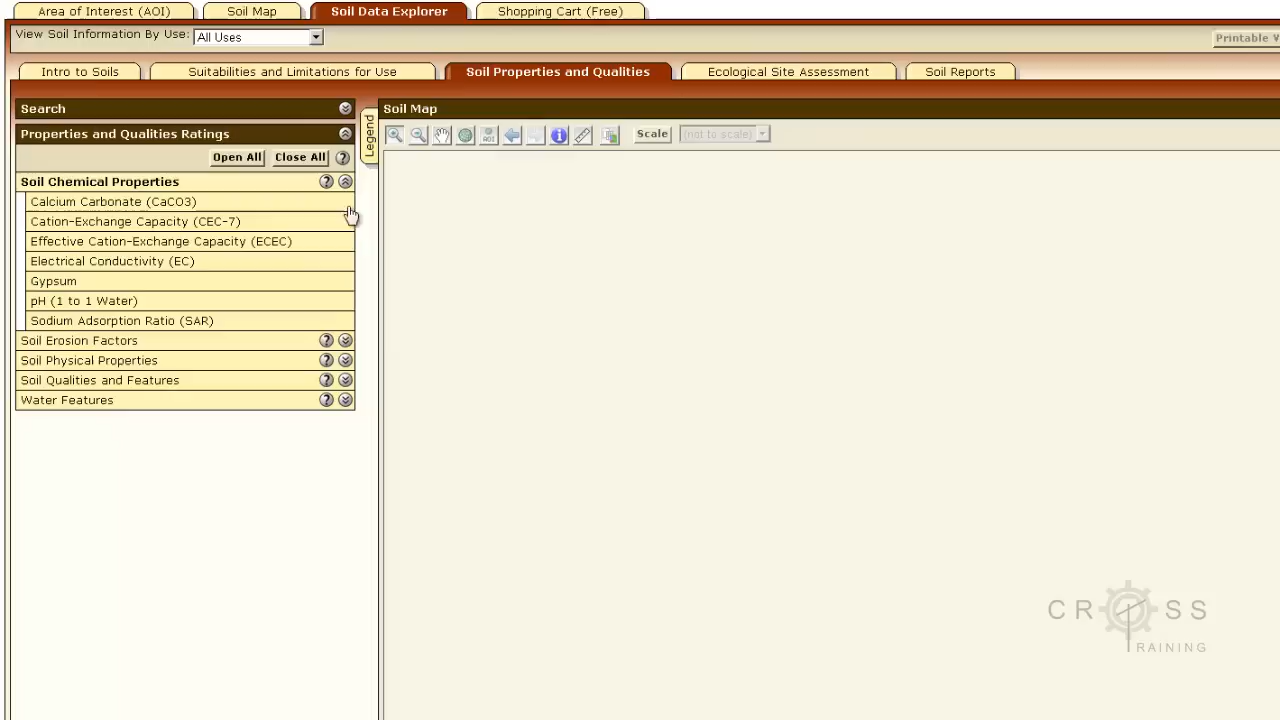 Area of Interest (AOI)
Soil Map
Soil Data Explorer
Shopping Cart (Free)
View Soil Information By Use:
All Uses
Printable V
Intro to Soils
Suitabilities and Limitations for Use
Soil Properties and Qualities
Ecological Site Assessment
Soil Reports
Search
Properties and Qualities Ratings
Open All
Close All
Soil Chemical Properties
Calcium Carbonate (CaCO3)
Cation-Exchange Capacity (CEC-7)
Effective Cation-Exchange Capacity (ECEC)
Electrical Conductivity (EC)
Gypsum
pH (1 to 1 Water)
Sodium Adsorption Ratio (SAR)
Soil Erosion Factors
Soil Physical Properties
Soil Qualities and Features
Water Features
Legend
Soil Map
AOI
Scale
(not to scale)
CROSS
TRAINING